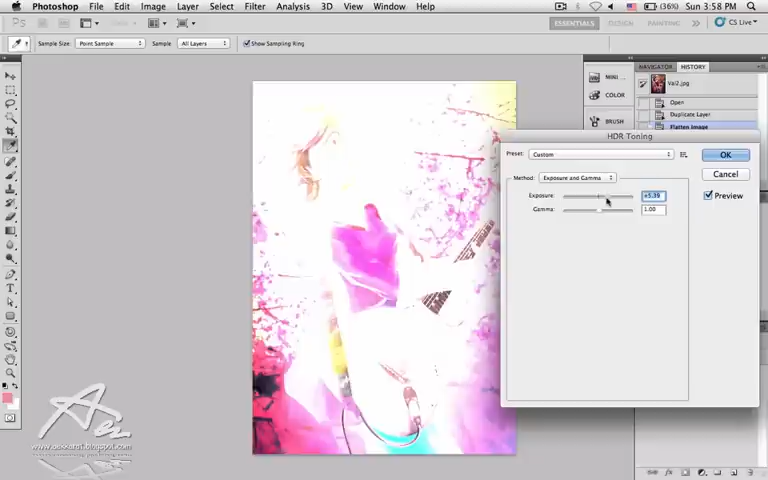 Photoshop File Edit Image Layer Select Filter Analysis 3D View Window Help (36%) Sun 3:58 PM
Ps ESSENTIALS DESIGN PAINTING CS Live
Sample Size: Point Sample Sample: All Layers Show Sampling Ring
NAVIGATOR HISTORY
MINI ...
Val2.jpg
COLOR
Open
Duplicate Layer
BRUSH
Flatten Image
HDR Toning
Preset: Custom OK
Method: Exposure and Gamma Cancel
Exposure: +5.39 Preview
Gamma: 1.00